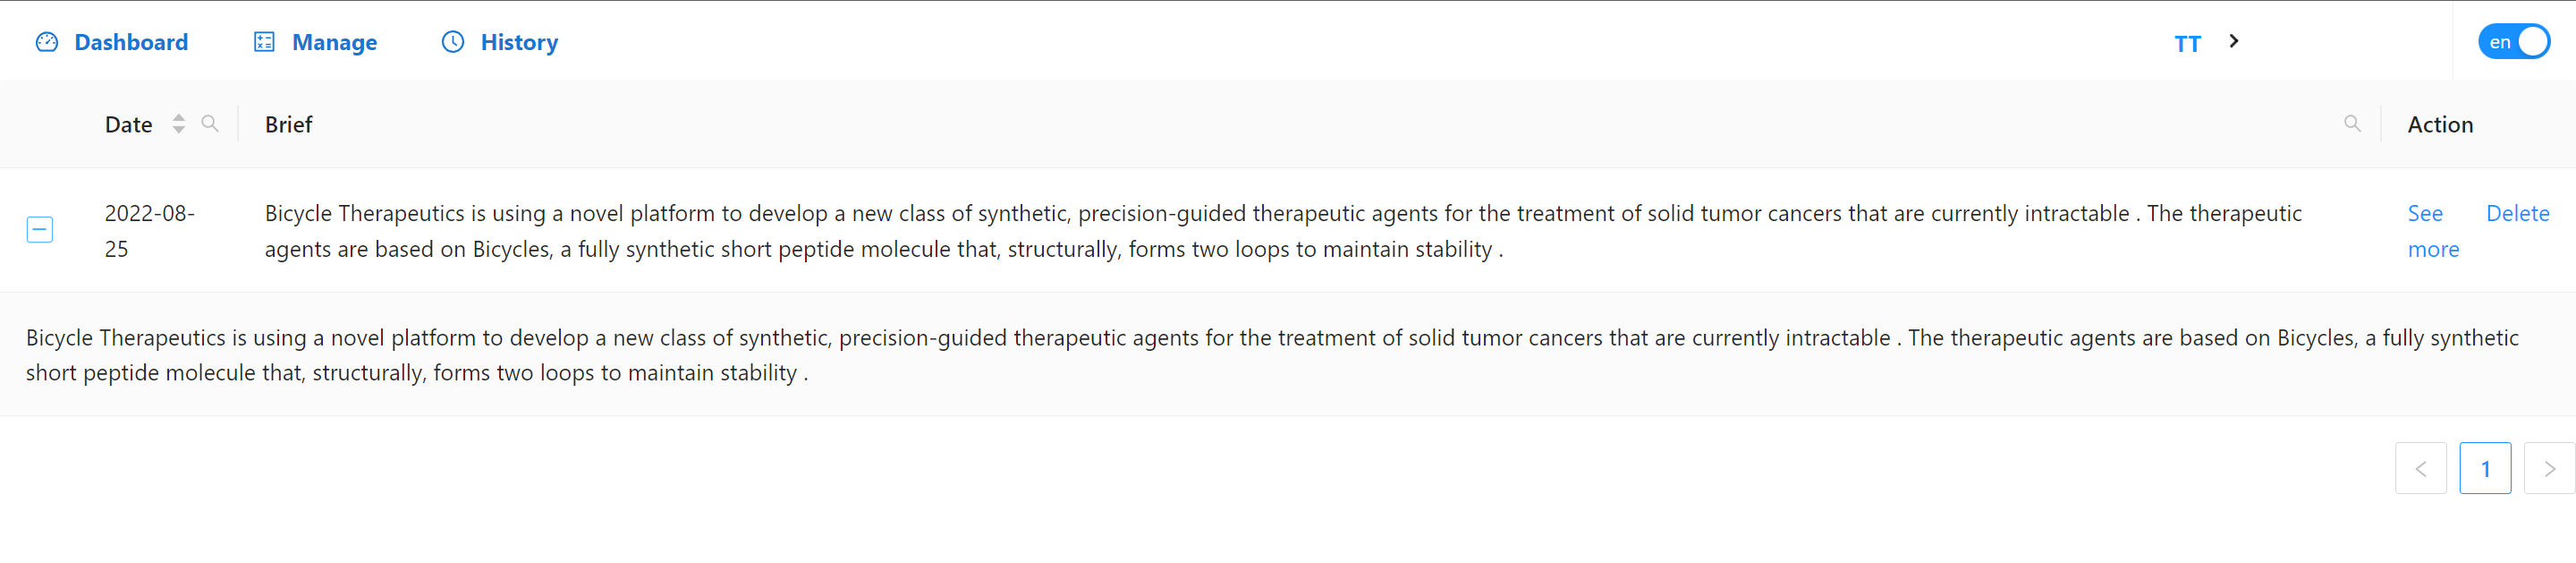 Dashboard Manage History TT en
Date Brief Action
2022-08-
25
Bicycle Therapeutics is using a novel platform to develop a new class of synthetic, precision-guided therapeutic agents for the treatment of solid tumor cancers that are currently intractable . The therapeutic
agents are based on Bicycles, a fully synthetic short peptide molecule that, structurally, forms two loops to maintain stability .
See
more
Delete
Bicycle Therapeutics is using a novel platform to develop a new class of synthetic, precision-guided therapeutic agents for the treatment of solid tumor cancers that are currently intractable . The therapeutic agents are based on Bicycles, a fully synthetic
short peptide molecule that, structurally, forms two loops to maintain stability .
1